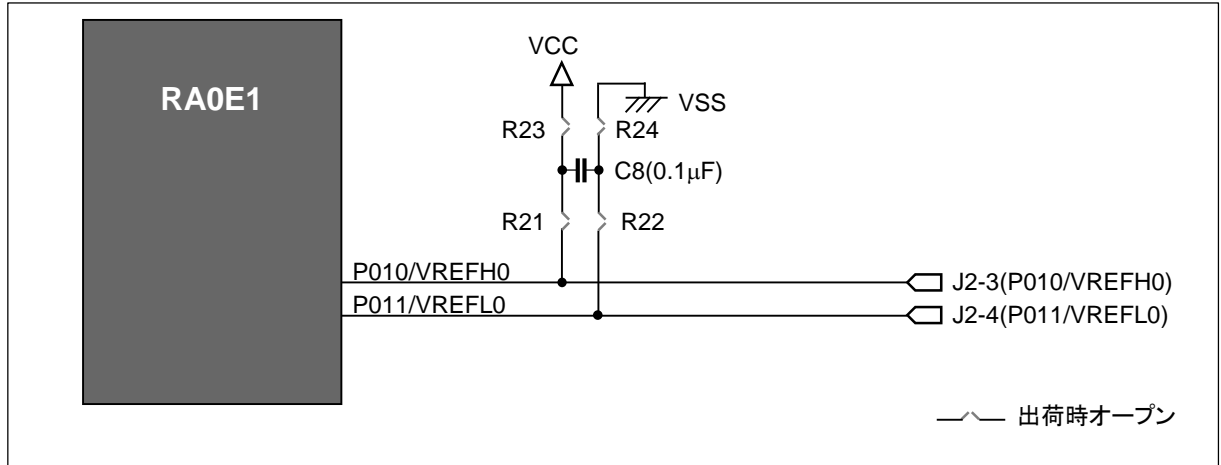 VCC
RA0E1
VSS
R23
R24
C8(0.1μF)
R21
R22
P010/VREFH0
J2-3(P010/VREFH0)
P011/VREFL0
J2-4(P011/VREFL0)
出荷時オープン